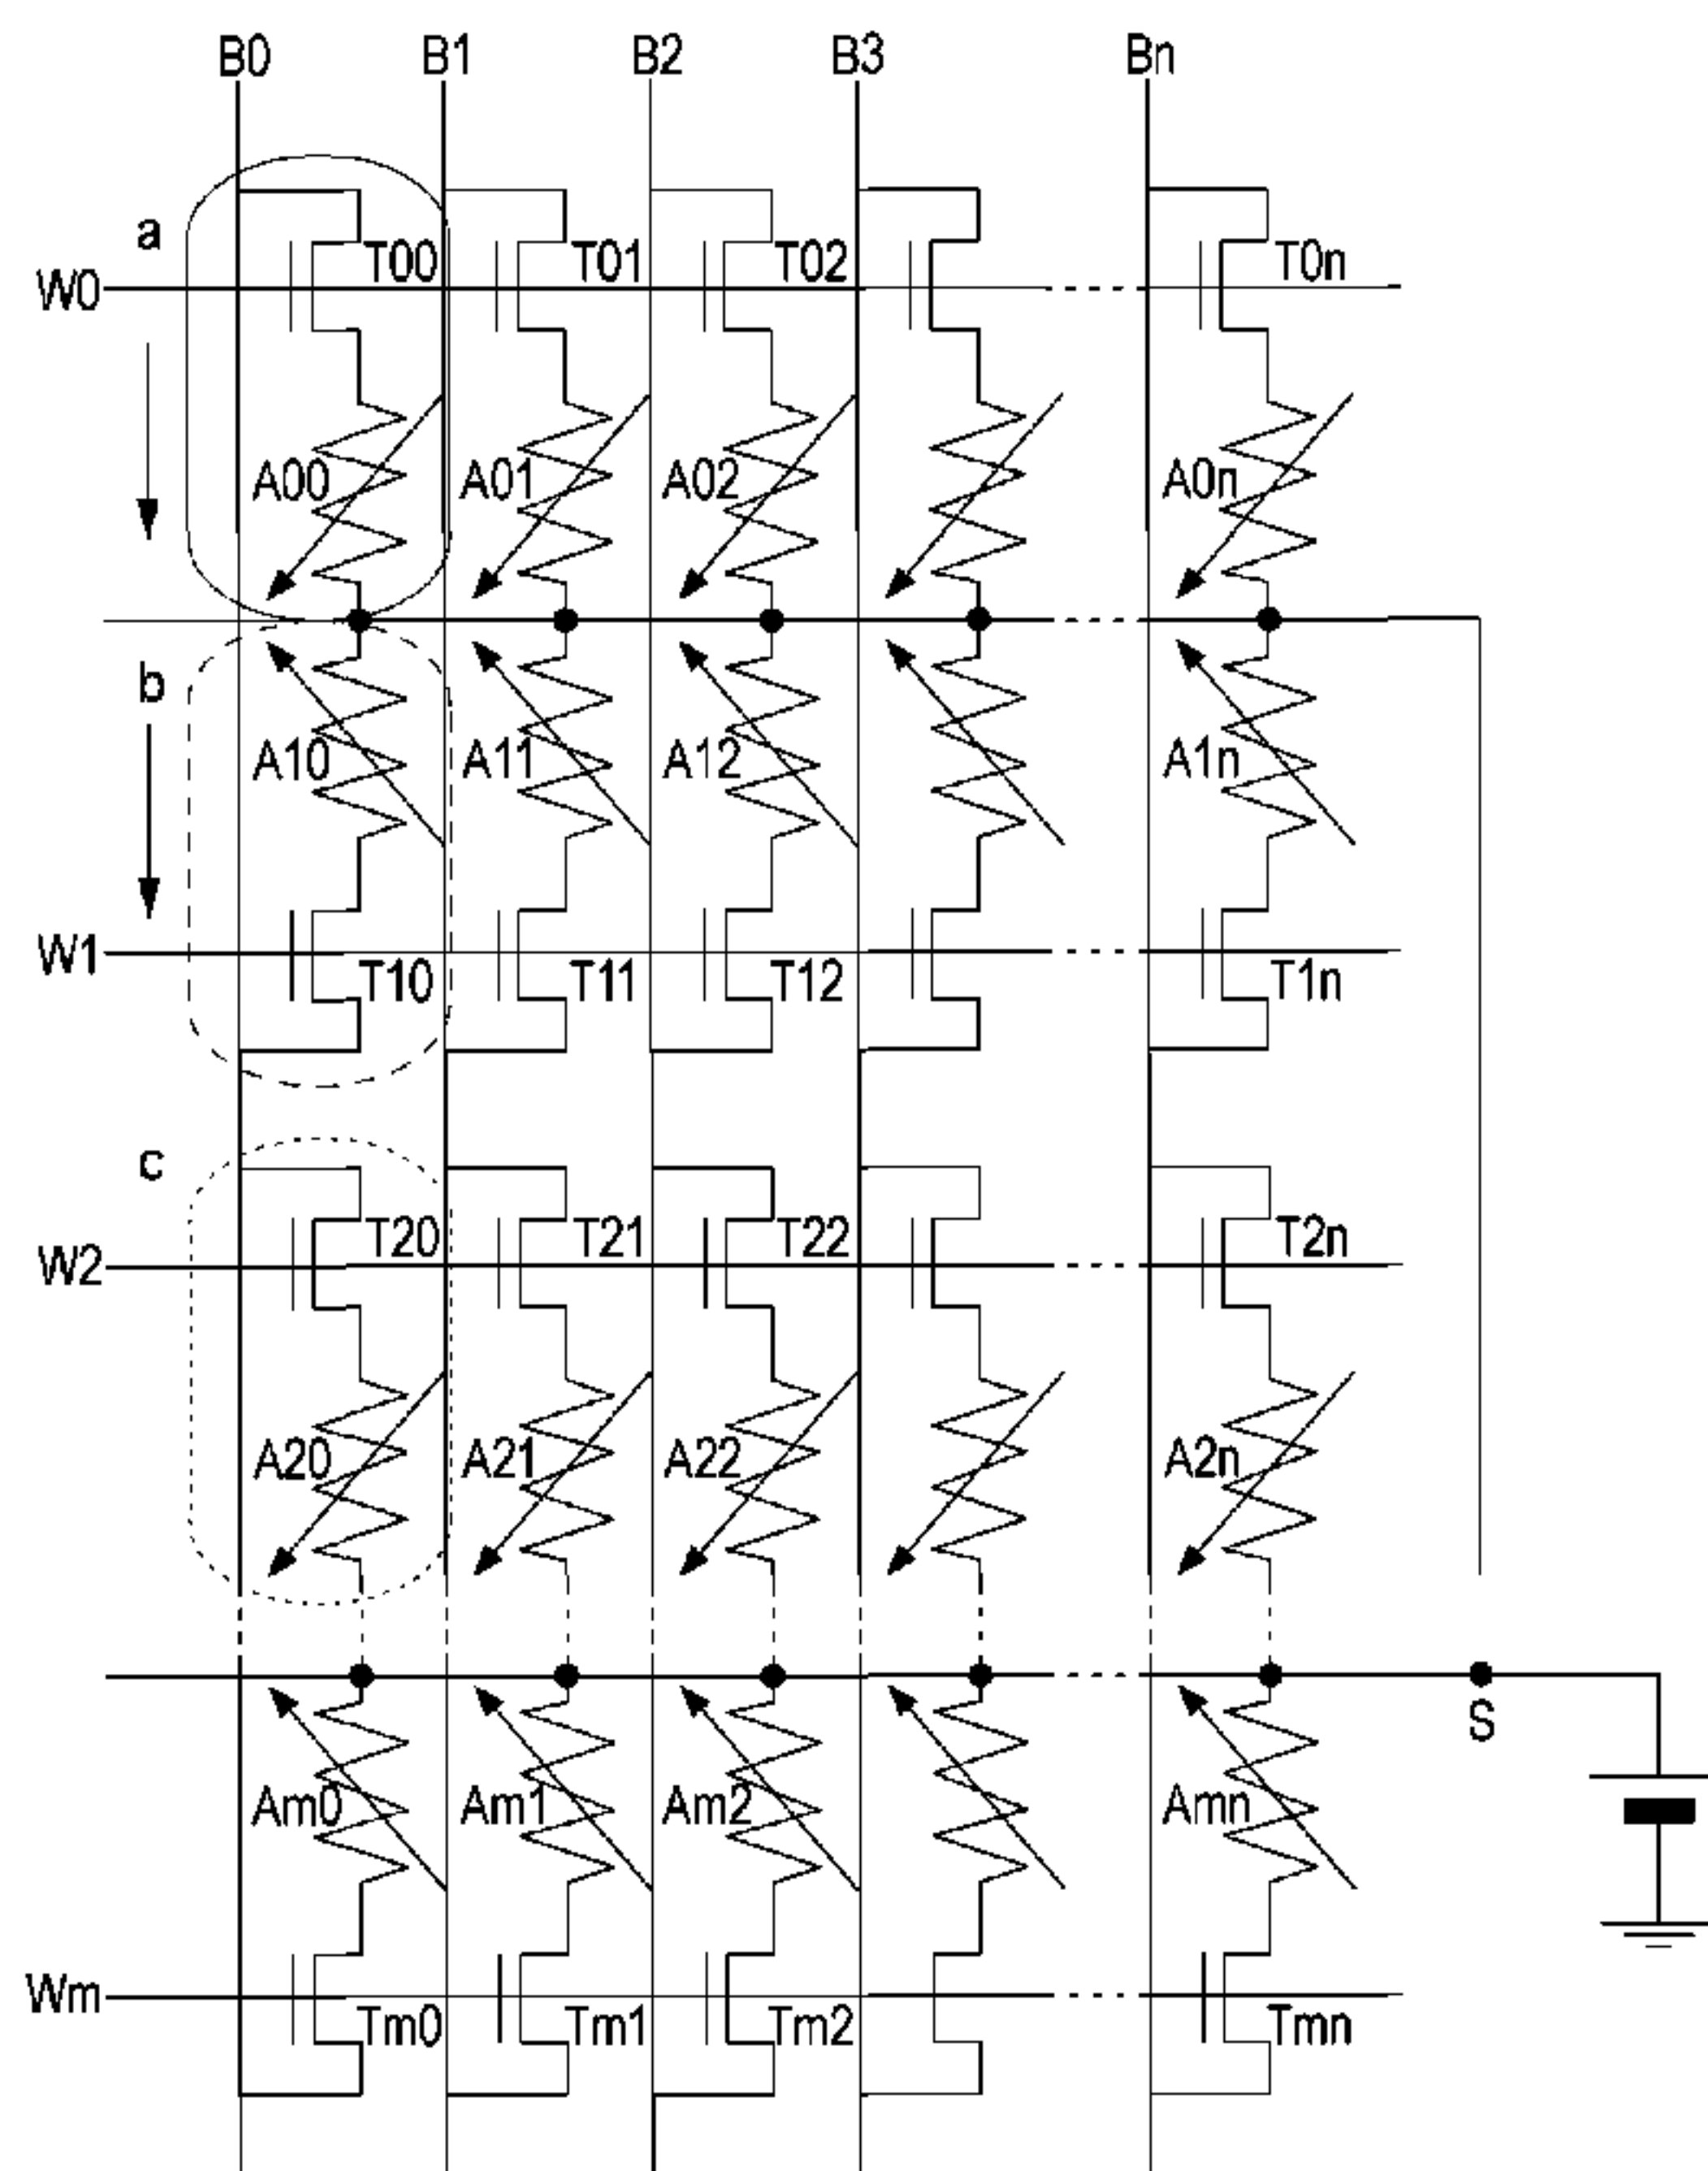 B0 B1 B2 B3 Bn
a
T00 T01 T02 T0n
W0
A00 A01 A02 A0n
b
A10 A11 A12 A1n
W1
T10 T11 T12 T1n
c
T20 T21 T22 T2n
W2
A20 A21 A22 A2n
S
Am0 Am1 Am2 Amn
Wm
Tm0 Tm1 Tm2 Tmn